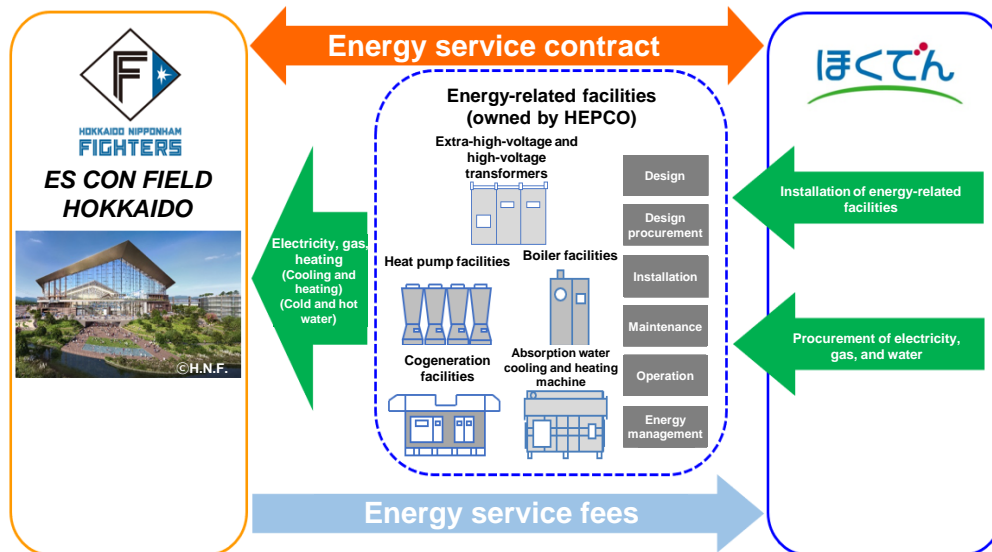 Energy service contract
F
HOKKAIDO NIPPONHAM
FIGHTERS
ES CON FIELD
HOKKAIDO
©H.N.F.
Electricity, gas,
heating
(Cooling and
heating)
(Cold and hot
water)
Energy-related facilities
(owned by HEPCO)
Extra-high-voltage and
high-voltage
transformers
Heat pump facilities
Boiler facilities
Cogeneration
facilities
Absorption water
cooling and heating
machine
Design
Design
procurement
Installation
Maintenance
Operation
Energy
management
ほくでん
Installation of energy-related
facilities
Procurement of electricity,
gas, and water
Energy service fees